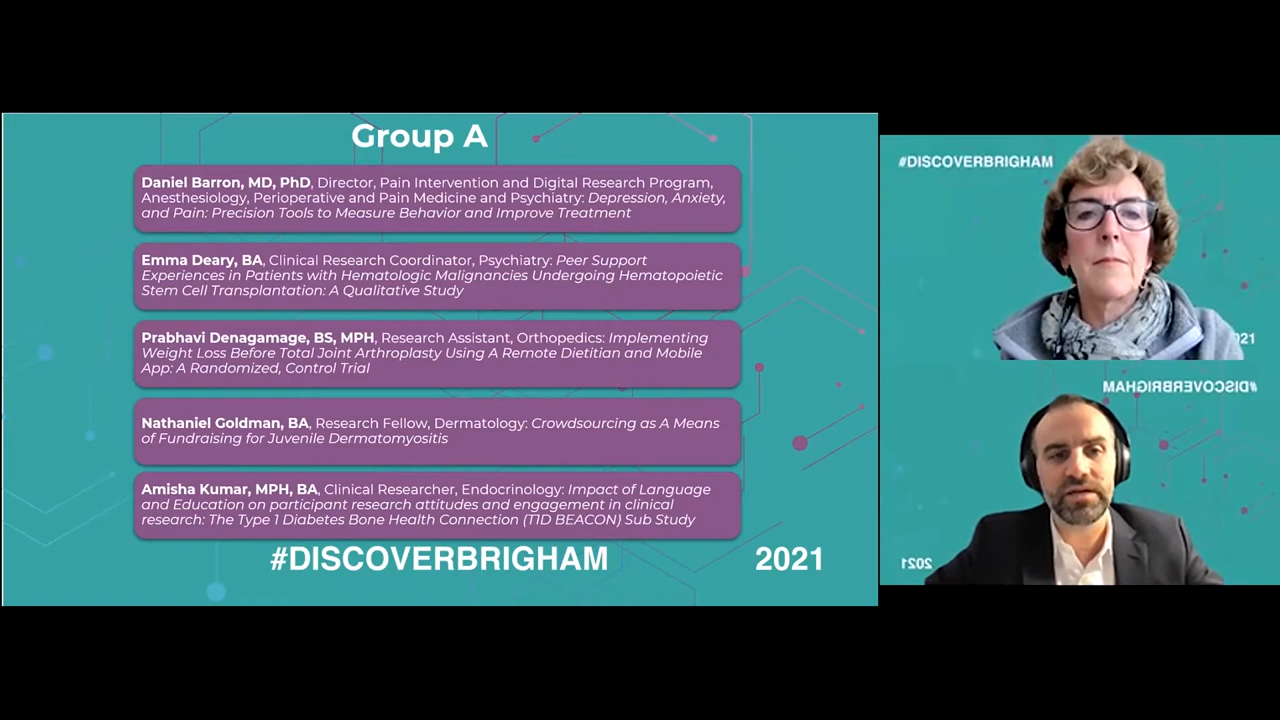 Group A
Daniel Barron, MD, PhD, Director, Pain Intervention and Digital Research Program,
Anesthesiology, Perioperative and Pain Medicine and Psychiatry: Depression, Anxiety,
and Pain: Precision Tools to Measure Behavior and Improve Treatment
Emma Deary, BA, Clinical Research Coordinator, Psychiatry: Peer Support
Experiences in Patients with Hematologic Malignancies Undergoing Hematopoietic
Stem Cell Transplantation: A Qualitative Study
Prabhavi Denagamage, BS, MPH, Research Assistant, Orthopedics: Implementing
Weight Loss Before Total Joint Arthroplasty Using A Remote Dietitian and Mobile
App: A Randomized, Control Trial
Nathaniel Goldman, BA, Research Fellow, Dermatology: Crowdsourcing as A Means
of Fundraising for Juvenile Dermatomyositis
Amisha Kumar, MPH, BA, Clinical Researcher, Endocrinology: Impact of Language
and Education on participant research attitudes and engagement in clinical
research: The Type 1 Diabetes Bone Health Connection (T1D BEACON) Sub Study
#DISCOVERBRIGHAM 2021
#DISCOVERBRIGHAM
21
#DISCOVERBRIGHAM
2021